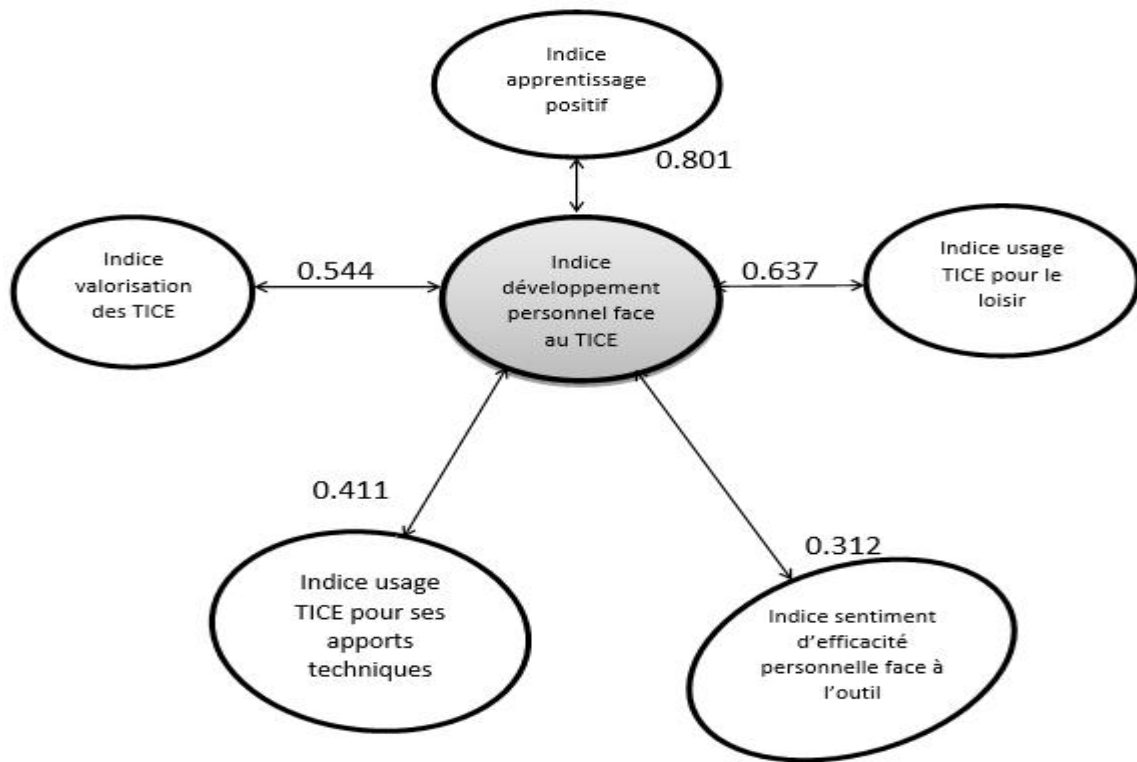 Indice
apprentissage
positif
0.801
Indice
valorisation
des TICE
0.544
Indice
développement
personnel face
au TICE
0.637
Indice usage
TICE pour le
loisir
0.411
Indice usage
TICE pour ses
apports
techniques
0.312
Indice sentiment
d’efficacité
personnelle face à
l’outil